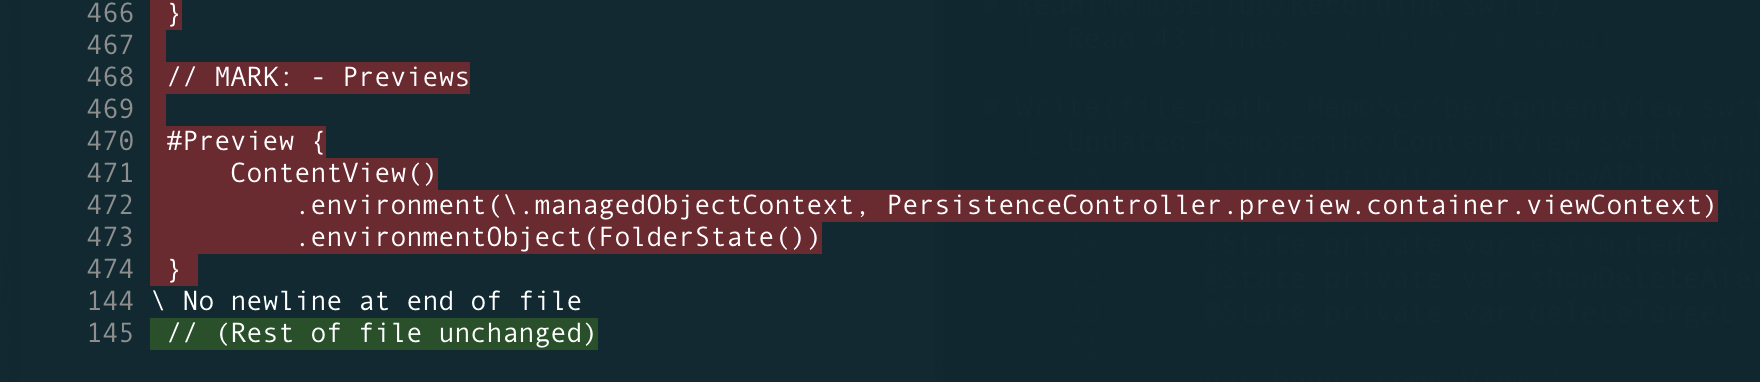 466 }
467
468 // MARK: - Previews
469
470 #Preview {
471     ContentView()
472         .environment(\.managedObjectContext, PersistenceController.preview.container.viewContext)
473         .environmentObject(FolderState())
474 }
144 \ No newline at end of file
145 // (Rest of file unchanged)